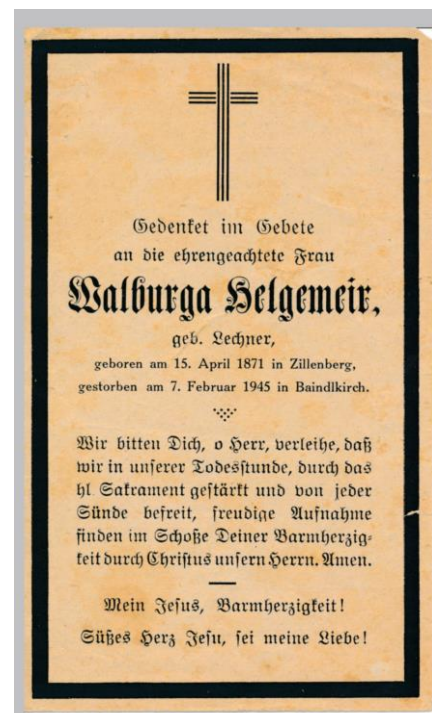 Gedenket im Gebete
an die ehrengeachtete Frau
Walburga Helgemeir,
geb. Lechner,
geboren am 15. April 1871 in Zillenberg,
gestorben am 7. Februar 1945 in Baindlkirch.
Wir bitten Dich, o Herr, verleihe, daß
wir in unserer Todesstunde, durch das
hl Sakrament gestärkt und von jeder
Sünde befreit, freudige Aufnahme
finden im Schoße Deiner Barmherzig-
keit durch Christus unsern Herrn. Amen.
Mein Jesus, Barmherzigkeit!
Süßes Herz Jesu, sei meine Liebe!